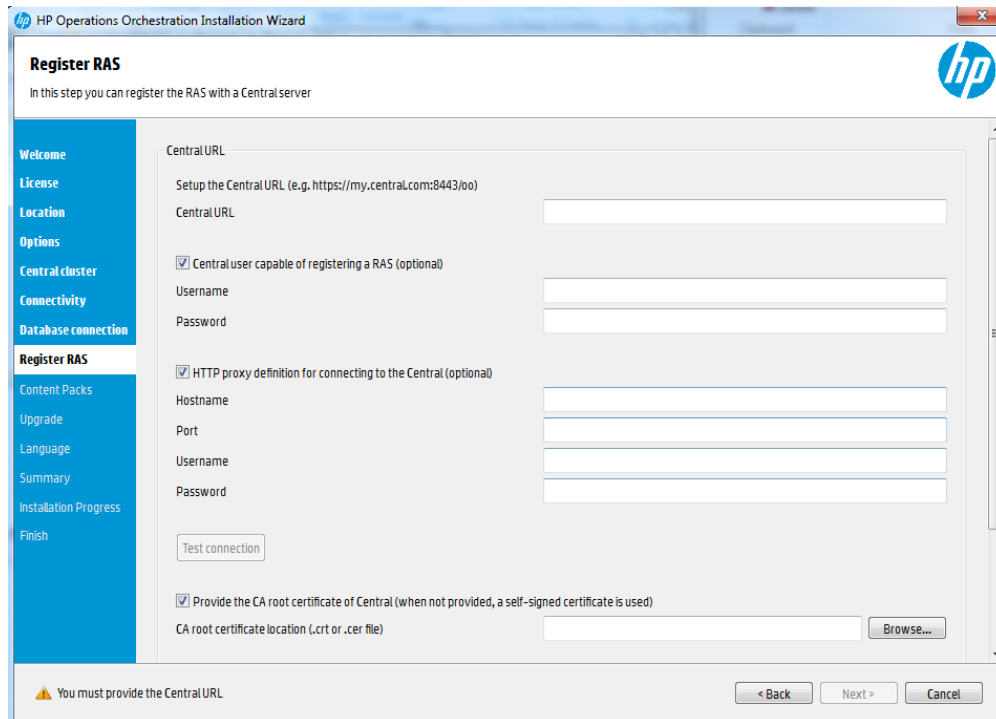 hp HP Operations Orchestration Installation Wizard
Register RAS
In this step you can register the RAS with a Central server
hp
Welcome
License
Location
Options
Central cluster
Connectivity
Database connection
Register RAS
Content Packs
Upgrade
Language
Summary
Installation Progress
Finish
Central URL
Setup the Central URL (e.g. https://my.central.com:8443/oo)
Central URL
Central user capable of registering a RAS (optional)
Username
Password
HTTP proxy definition for connecting to the Central (optional)
Hostname
Port
Username
Password
Test connection
Provide the CA root certificate of Central (when not provided, a self-signed certificate is used)
CA root certificate location (.crt or .cer file)
Browse...
You must provide the Central URL
< Back
Next >
Cancel